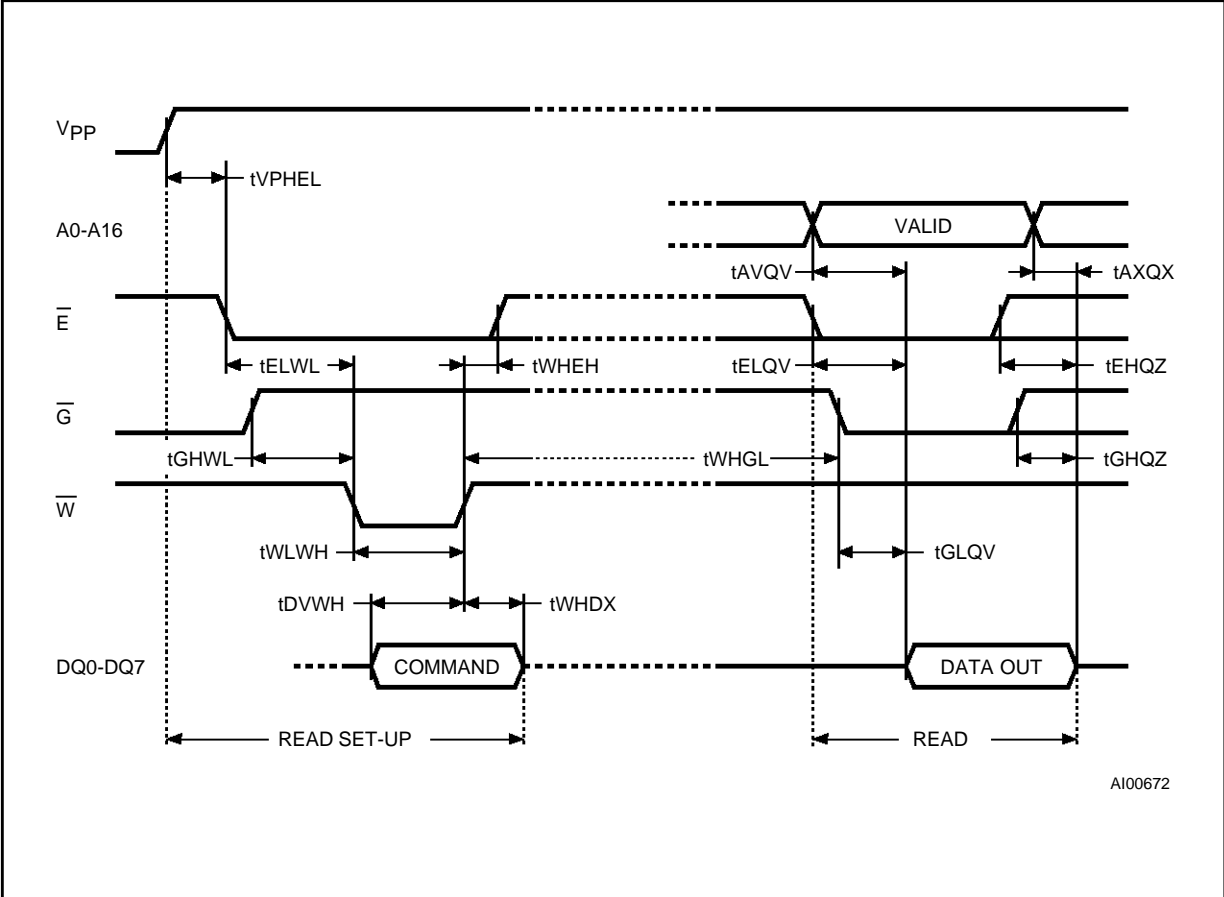 VPP
tVPHEL
A0-A16
VALID
tAVQV
tAXQX
E
tELWL
tWHEH
tELQV
tEHQZ
G
tGHWL
tWHGL
tGHQZ
W
tWLWH
tGLQV
tDVWH
tWHDX
DQ0-DQ7
COMMAND
DATA OUT
READ SET-UP
READ
AI00672